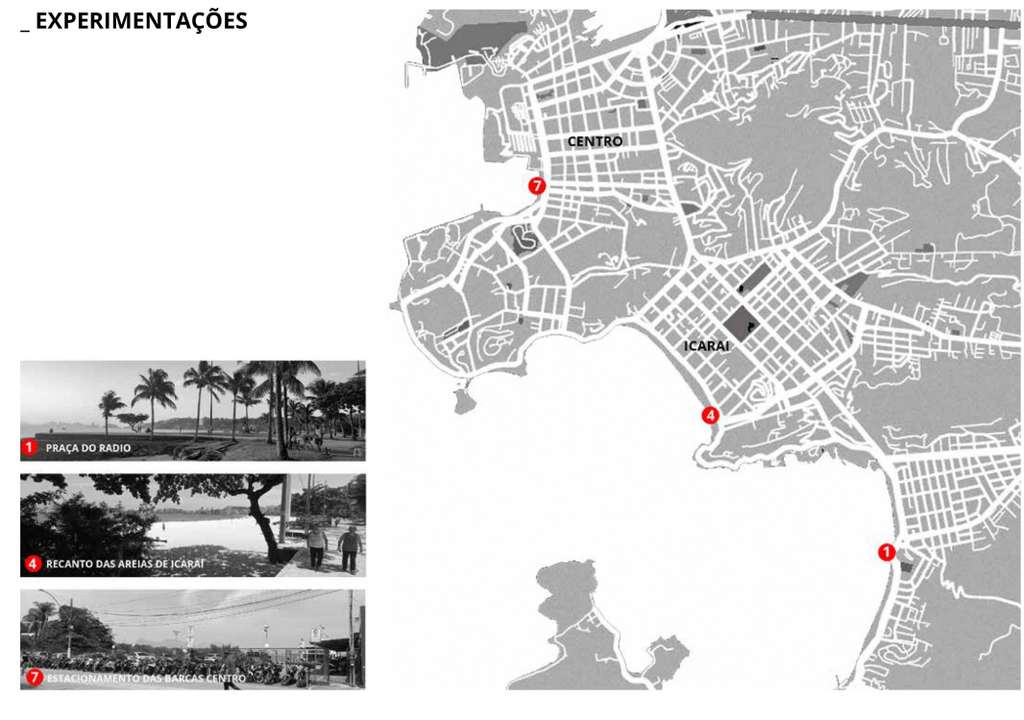 _ EXPERIMENTAÇÕES
CENTRO
7
ICARAI
4
1
1 PRAÇA DO RADIO
4 RECANTO DAS AREIAS DE ICARAÍ
7 ESTACIONAMENTO DAS BARCAS CENTRO